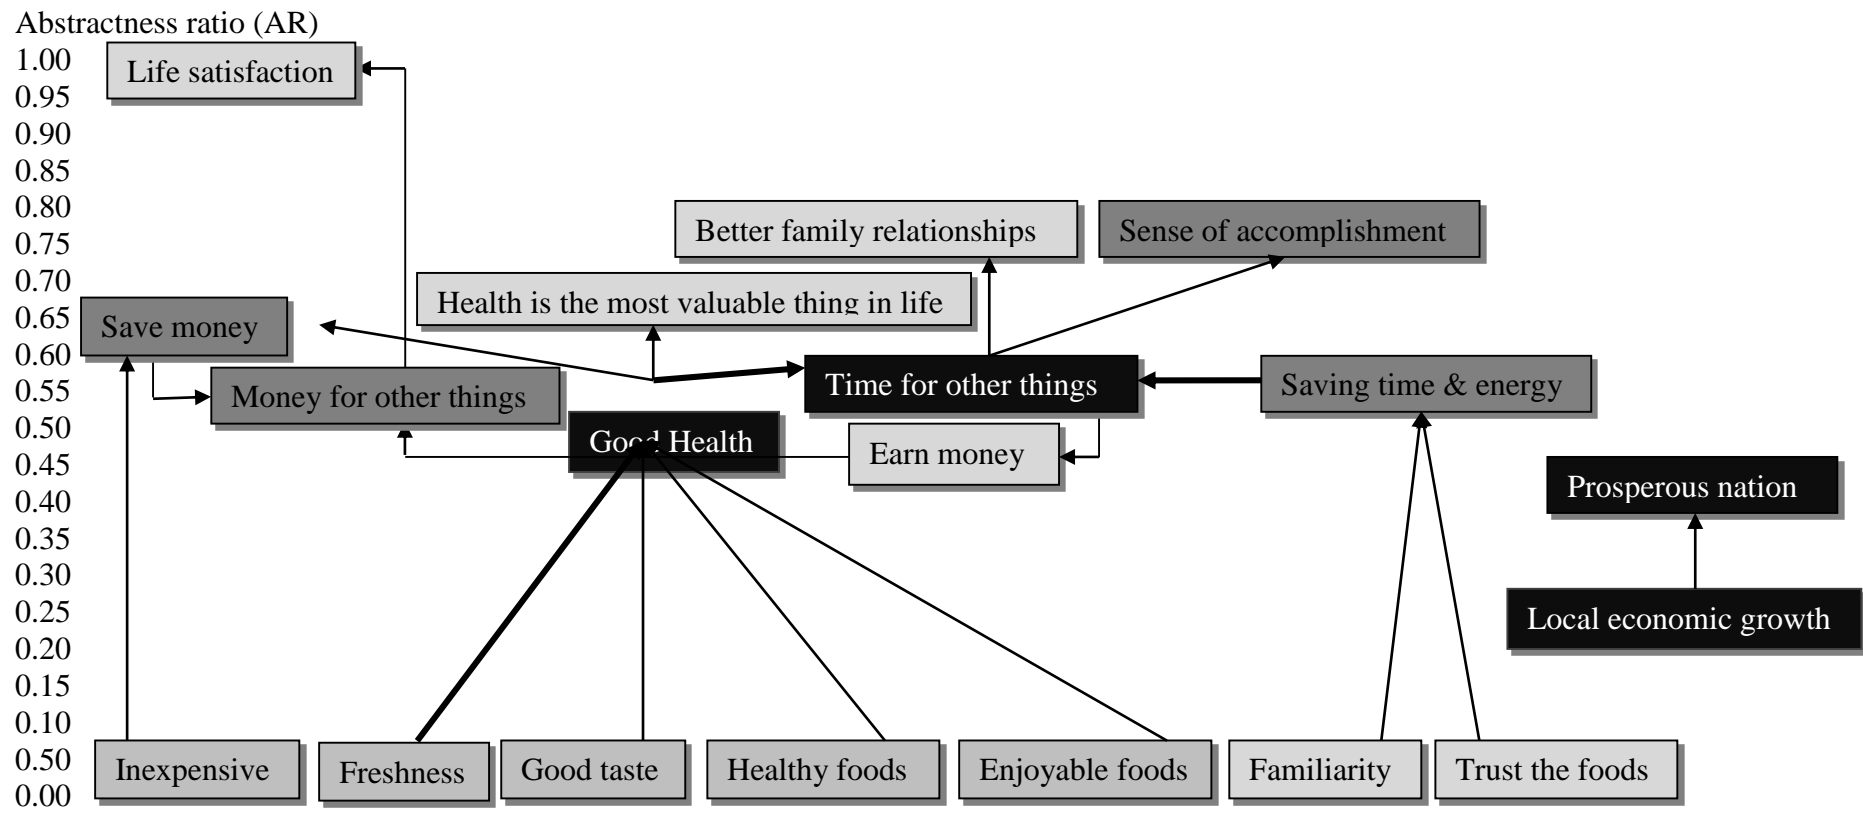 Abstractness ratio (AR)
1.00
Life satisfaction
0.95
0.90
0.85
0.80
Better family relationships
Sense of accomplishment
0.75
0.70
Health is the most valuable thing in life
0.65
Save money
0.60
Time for other things
Saving time & energy
0.55
Money for other things
0.50
Good Health
Earn money
0.45
Prosperous nation
0.40
0.35
0.30
0.25
Local economic growth
0.20
0.15
0.10
0.50
Inexpensive
Freshness
Good taste
Healthy foods
Enjoyable foods
Familiarity
Trust the foods
0.00